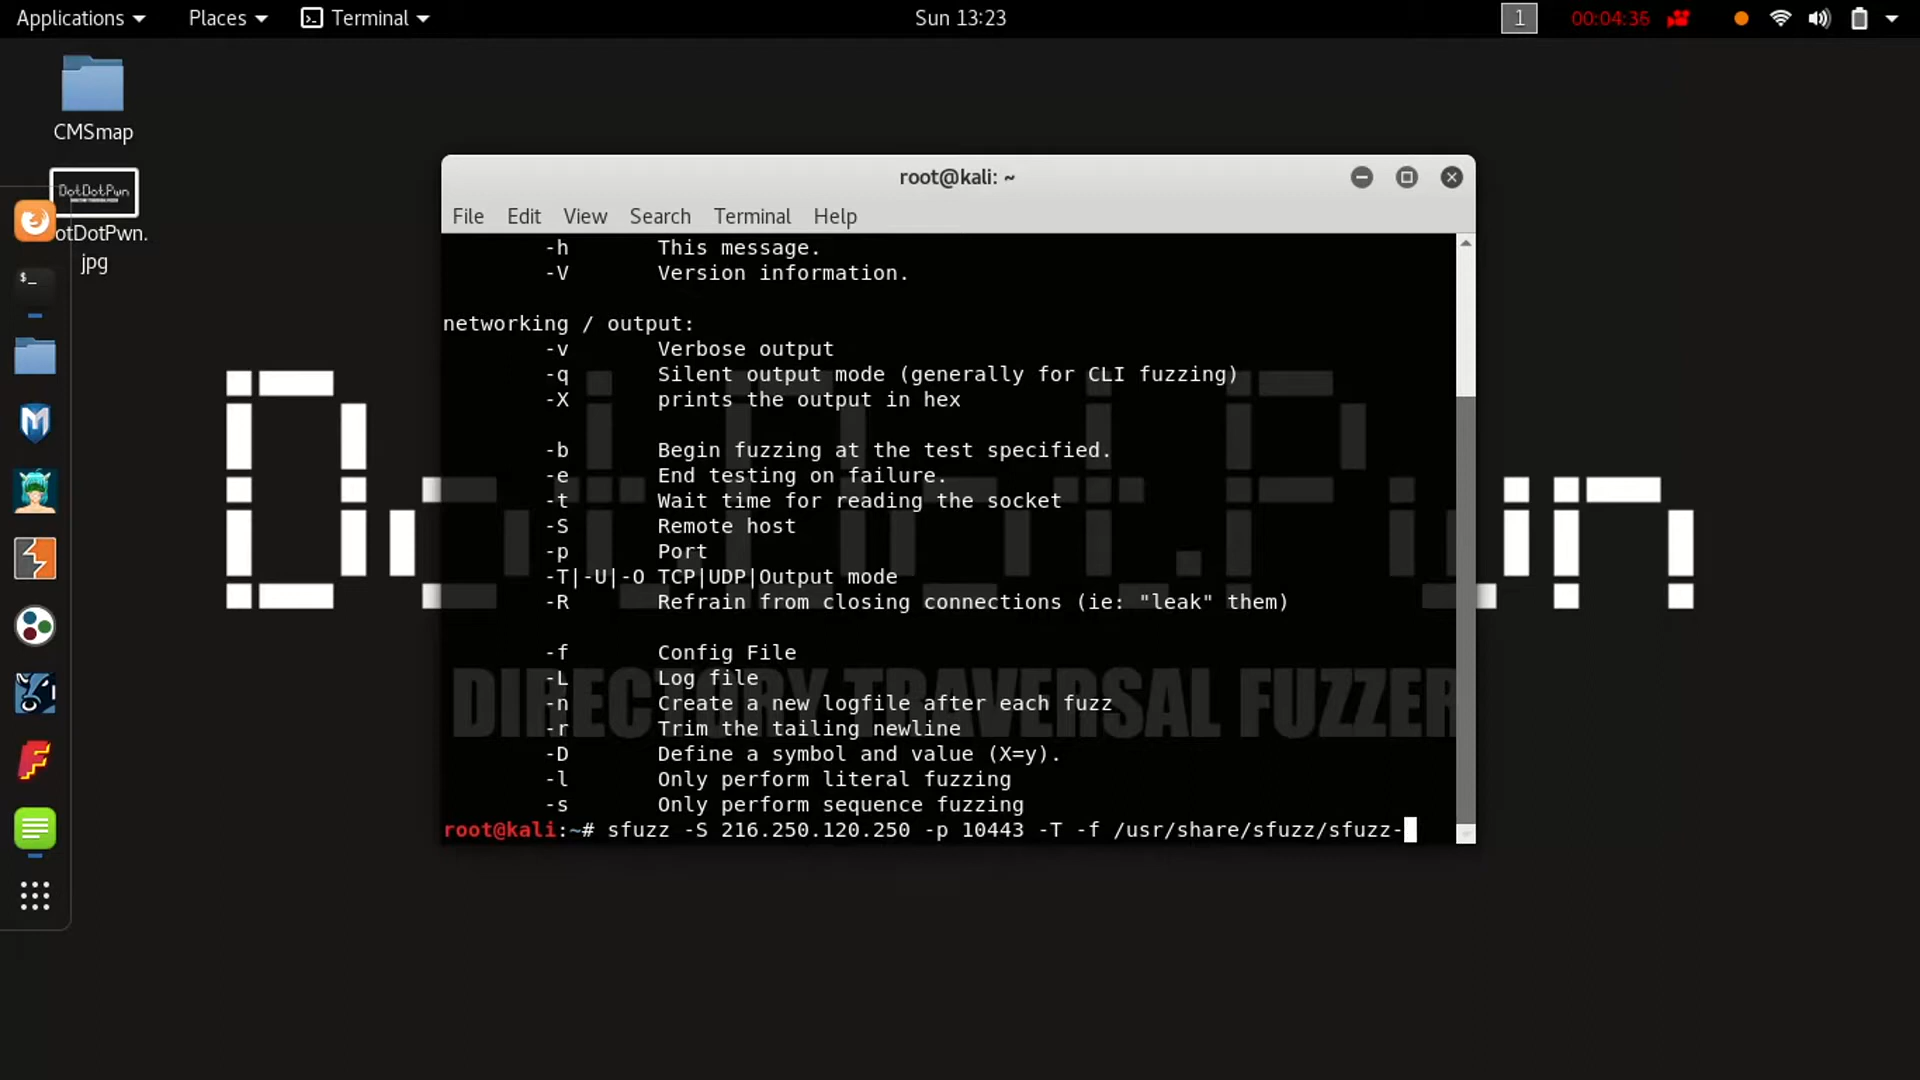 Applications Places Terminal Sun 13:23 1 00:04:36
CMSmap
DotDotPwn
DIRECTORY TRAVERSAL FUZZER
otDotPwn.
jpg
root@kali: ~
File Edit View Search Terminal Help
-h This message.
-V Version information.
networking / output:
-v Verbose output
-q Silent output mode (generally for CLI fuzzing)
-X prints the output in hex
-b Begin fuzzing at the test specified.
-e End testing on failure.
-t Wait time for reading the socket
-S Remote host
-p Port
-T|-U|-O TCP|UDP|Output mode
-R Refrain from closing connections (ie: "leak" them)
-f Config File
-L Log file
-n Create a new logfile after each fuzz
-r Trim the tailing newline
-D Define a symbol and value (X=y).
-l Only perform literal fuzzing
-s Only perform sequence fuzzing
root@kali:~# sfuzz -S 216.250.120.250 -p 10443 -T -f /usr/share/sfuzz/sfuzz-
DotDotPwn
DIRECTORY TRAVERSAL FUZZER